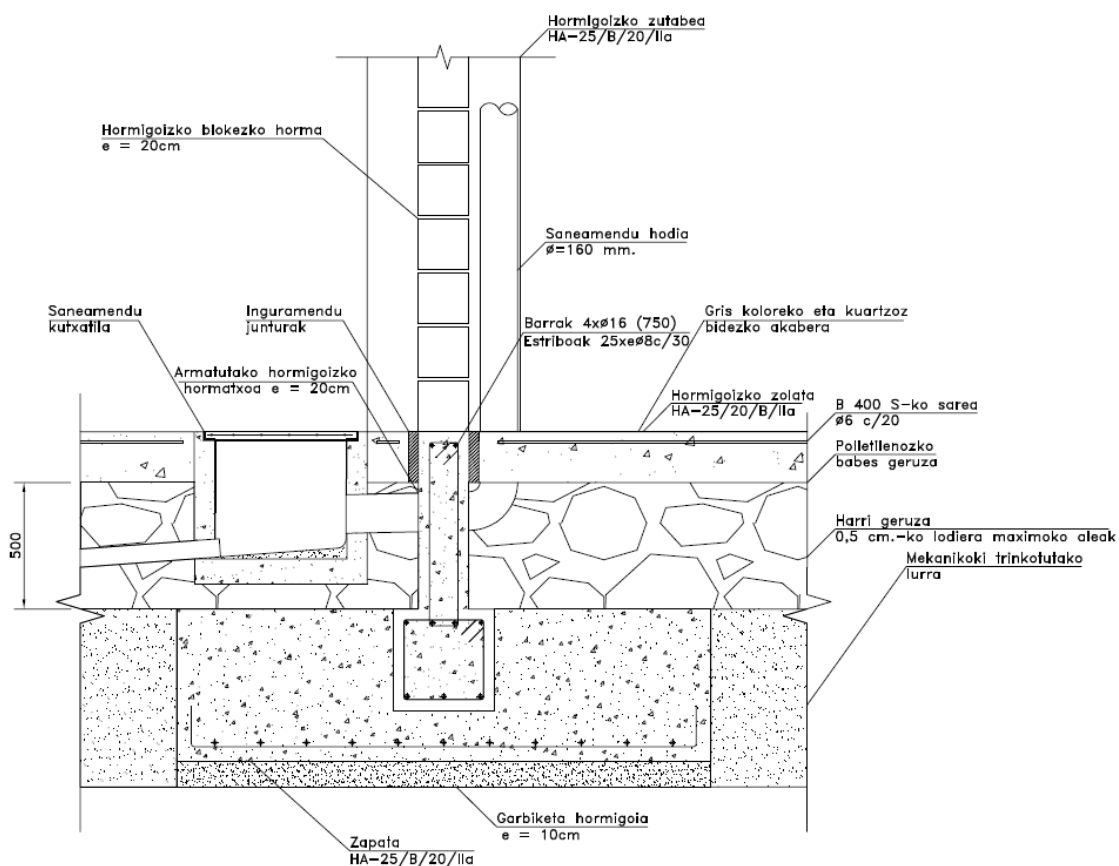 Hormigoizko zutabea
HA-25/B/20/IIa
Hormigoizko blokezko horma
e = 20cm
Saneamendu hodia
ø=160 mm.
Saneamendu
kutxatila
Inguramendu
junturak
Barrak 4xø16 (750)
Estriboak 25xeø8c/30
Gris koloreko eta kuartzoz
bidezko akabera
Armatutako hormigoizko
hormatxoa e = 20cm
Hormigoizko zolata
HA-25/20/B/IIa
B 400 S-ko sarea
ø6 c/20
Polietilenozko
babes geruza
500
Harri geruza
0,5 cm.-ko lodiera maximoko aleak
Mekanikoki trinkotutako
lurra
Garbiketa hormigoia
e = 10cm
Zapata
HA-25/B/20/IIa